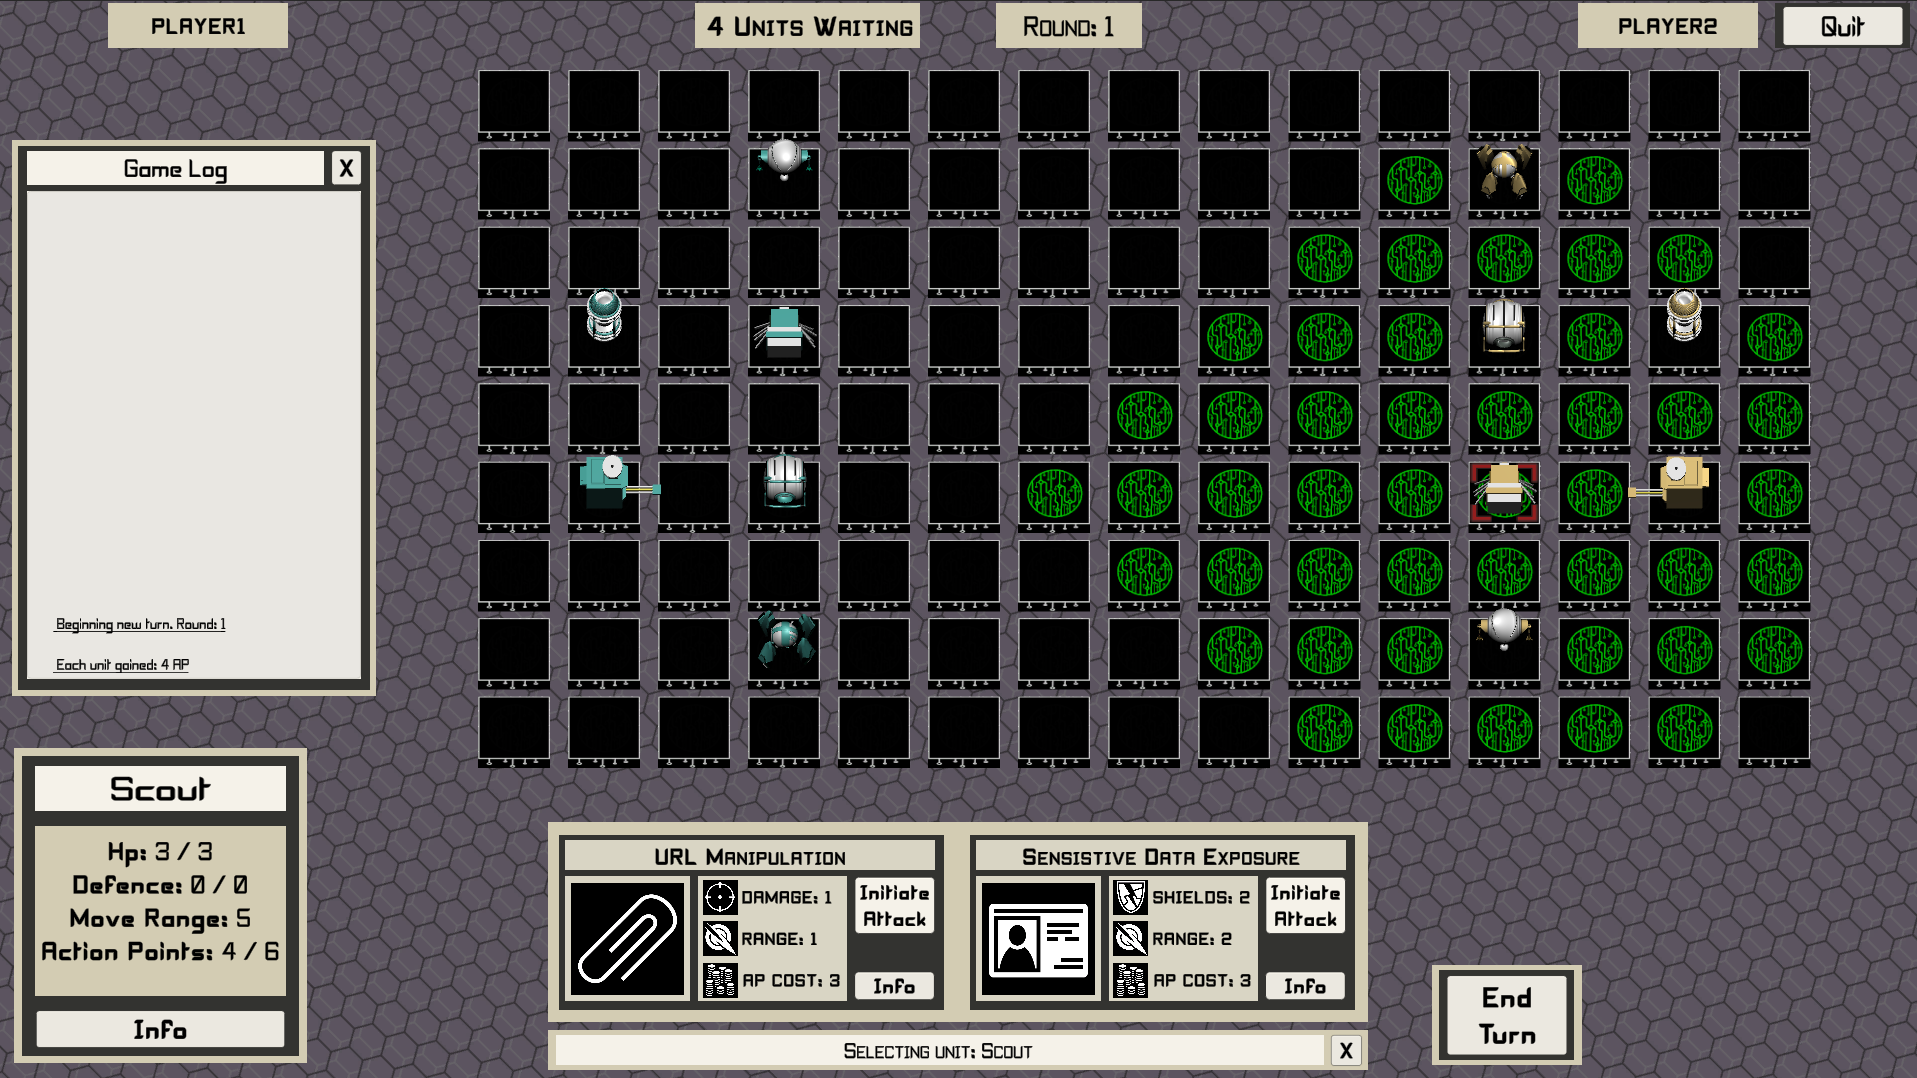 PLAYER1
4 UNITS WAITING
ROUND: 1
PLAYER2
Quit
Game Log
X
Beginning new turn. Round: 1
Each unit gained: 4 AP
Scout
Hp: 3 / 3
Defence: 0 / 0
Move Range: 5
Action Points: 4 / 6
Info
URL MANIPULATION
DAMAGE: 1
RANGE: 1
AP COST: 3
Initiate
Attack
Info
SENSISTIVE DATA EXPOSURE
SHIELDS: 2
RANGE: 2
AP COST: 3
Initiate
Attack
Info
SELECTING UNIT: SCOUT
X
End
Turn